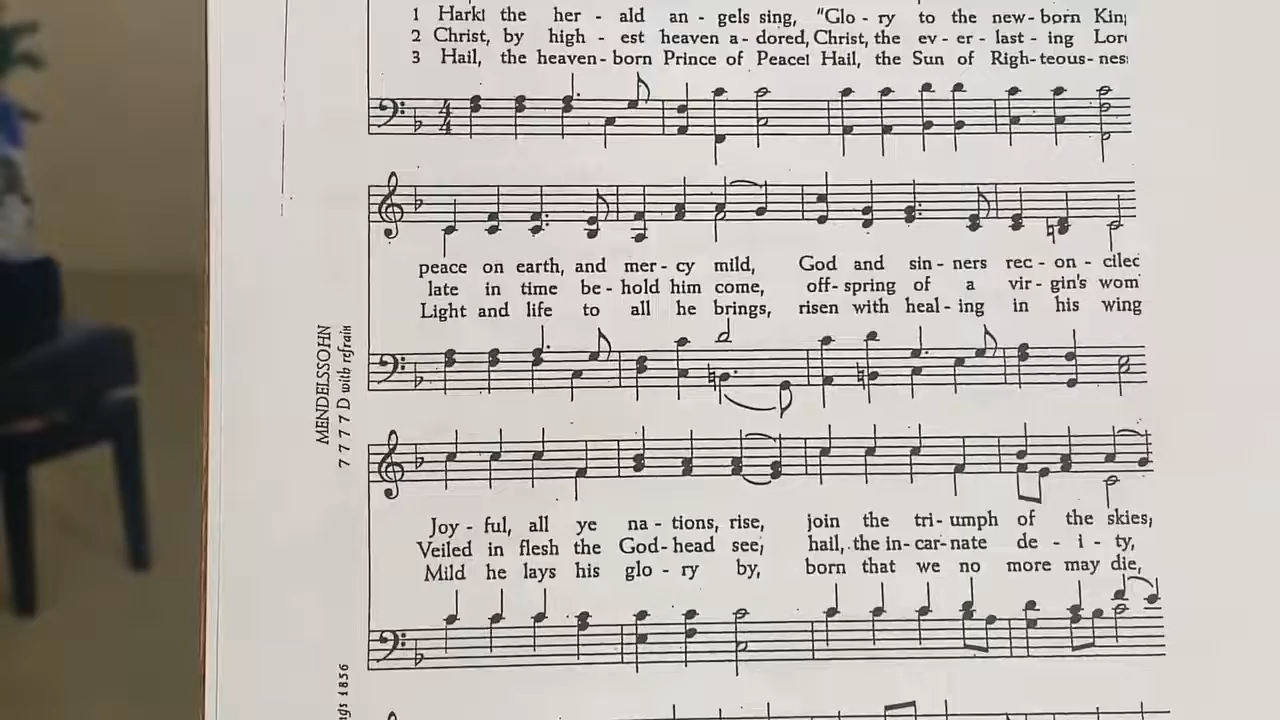 1 Hark! the her - ald an - gels sing, "Glo - ry to the new - born
2 Christ, by high - est heaven a - dored, Christ, the ev - er - last - ing
3 Hail, the heaven - born Prince of Peace! Hail, the Sun of Righ - teous -
4
4
peace on earth, and mer - cy mild, God and sin - ners rec - on -
late in time be - hold him come, off - spring of a vir - gin's
Light and life to all he brings, risen with heal - ing in his wing
MENDELSSOHN
7 7 7 7 D with refrain
Joy - ful, all ye na - tions, rise, join the tri - umph of the skies,
Veiled in flesh the God - head see; hail, the in - car - nate de - i - ty,
Mild he lays his glo - ry by, born that we no more may die,
1856